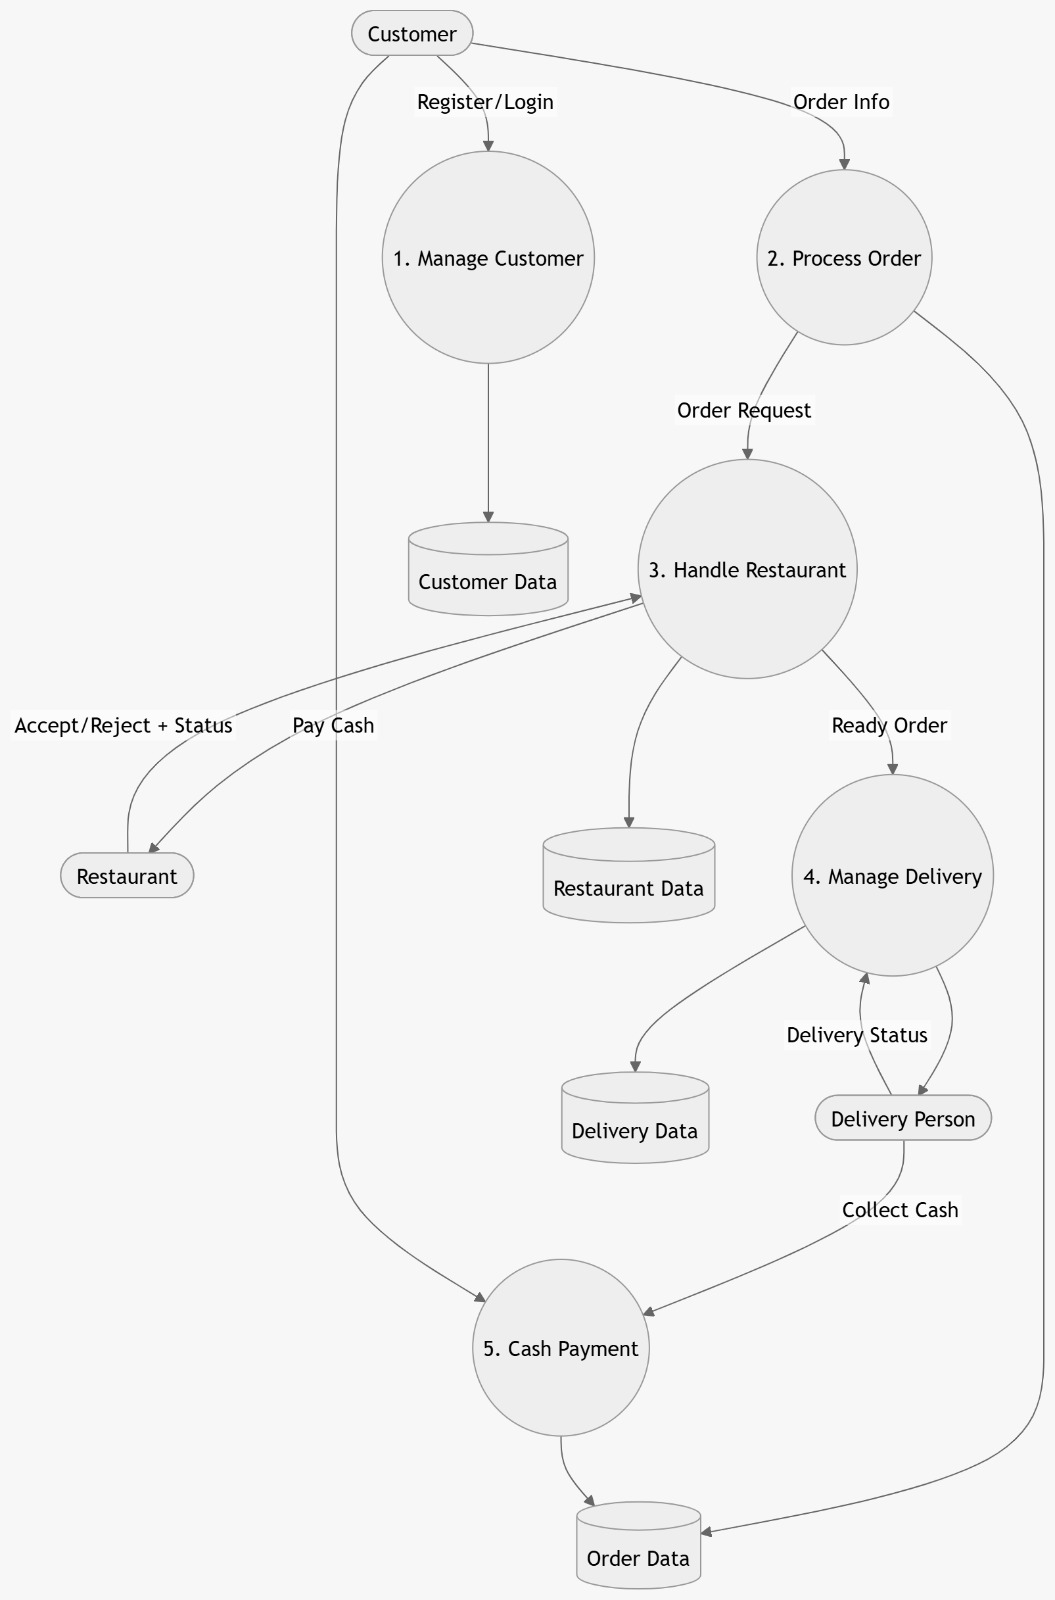 Customer
Register/Login
Order Info
1. Manage Customer
2. Process Order
Order Request
3. Handle Restaurant
Customer Data
Accept/Reject + Status
Pay Cash
Ready Order
Restaurant
Restaurant Data
4. Manage Delivery
Delivery Status
Delivery Data
Delivery Person
Collect Cash
5. Cash Payment
Order Data